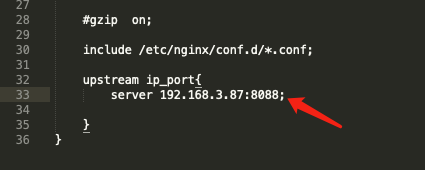 27
28 #gzip  on;
29
30 include /etc/nginx/conf.d/*.conf;
31
32 upstream ip_port{
33 server 192.168.3.87:8088;
34
35 }
36 }